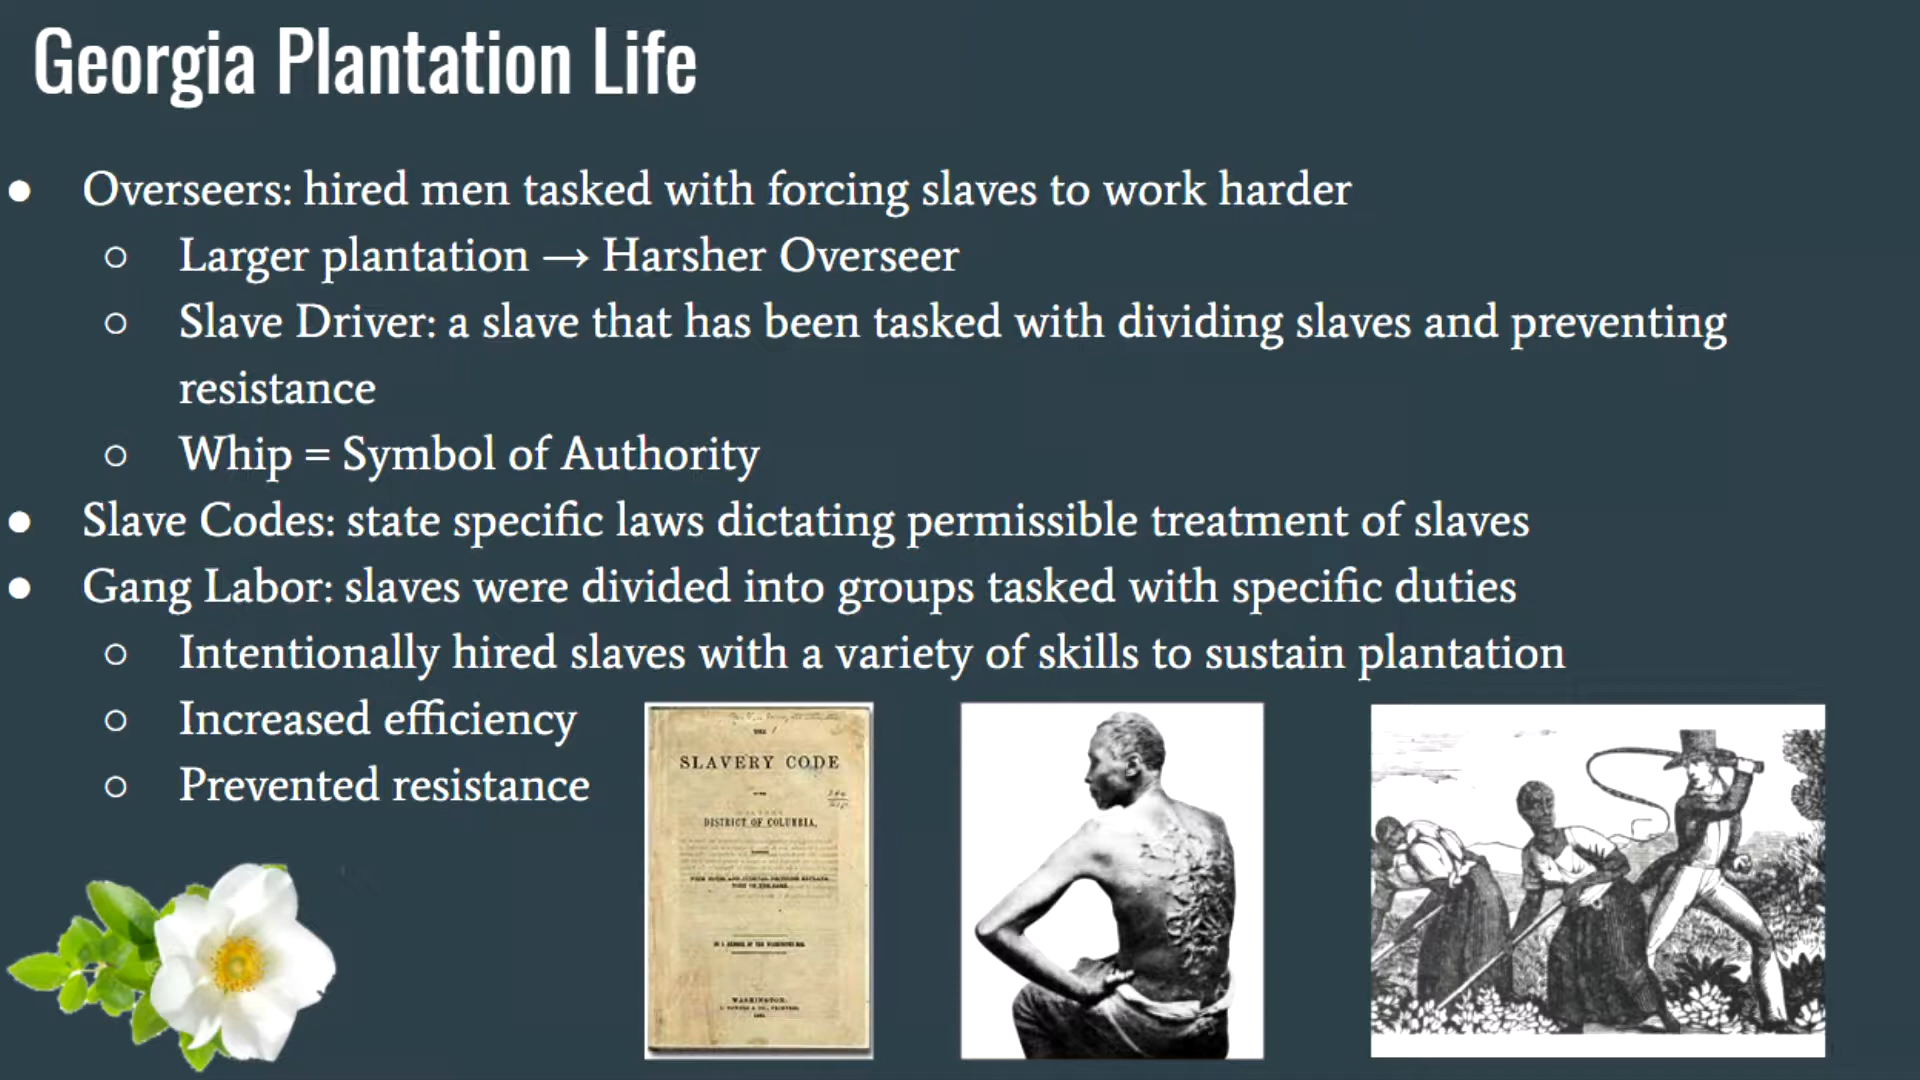 Georgia Plantation Life
● Overseers: hired men tasked with forcing slaves to work harder
○ Larger plantation → Harsher Overseer
○ Slave Driver: a slave that has been tasked with dividing slaves and preventing
resistance
○ Whip = Symbol of Authority
● Slave Codes: state specific laws dictating permissible treatment of slaves
● Gang Labor: slaves were divided into groups tasked with specific duties
○ Intentionally hired slaves with a variety of skills to sustain plantation
○ Increased efficiency
○ Prevented resistance
THE
SLAVERY CODE
DISTRICT OF COLUMBIA,
WASHINGTON: